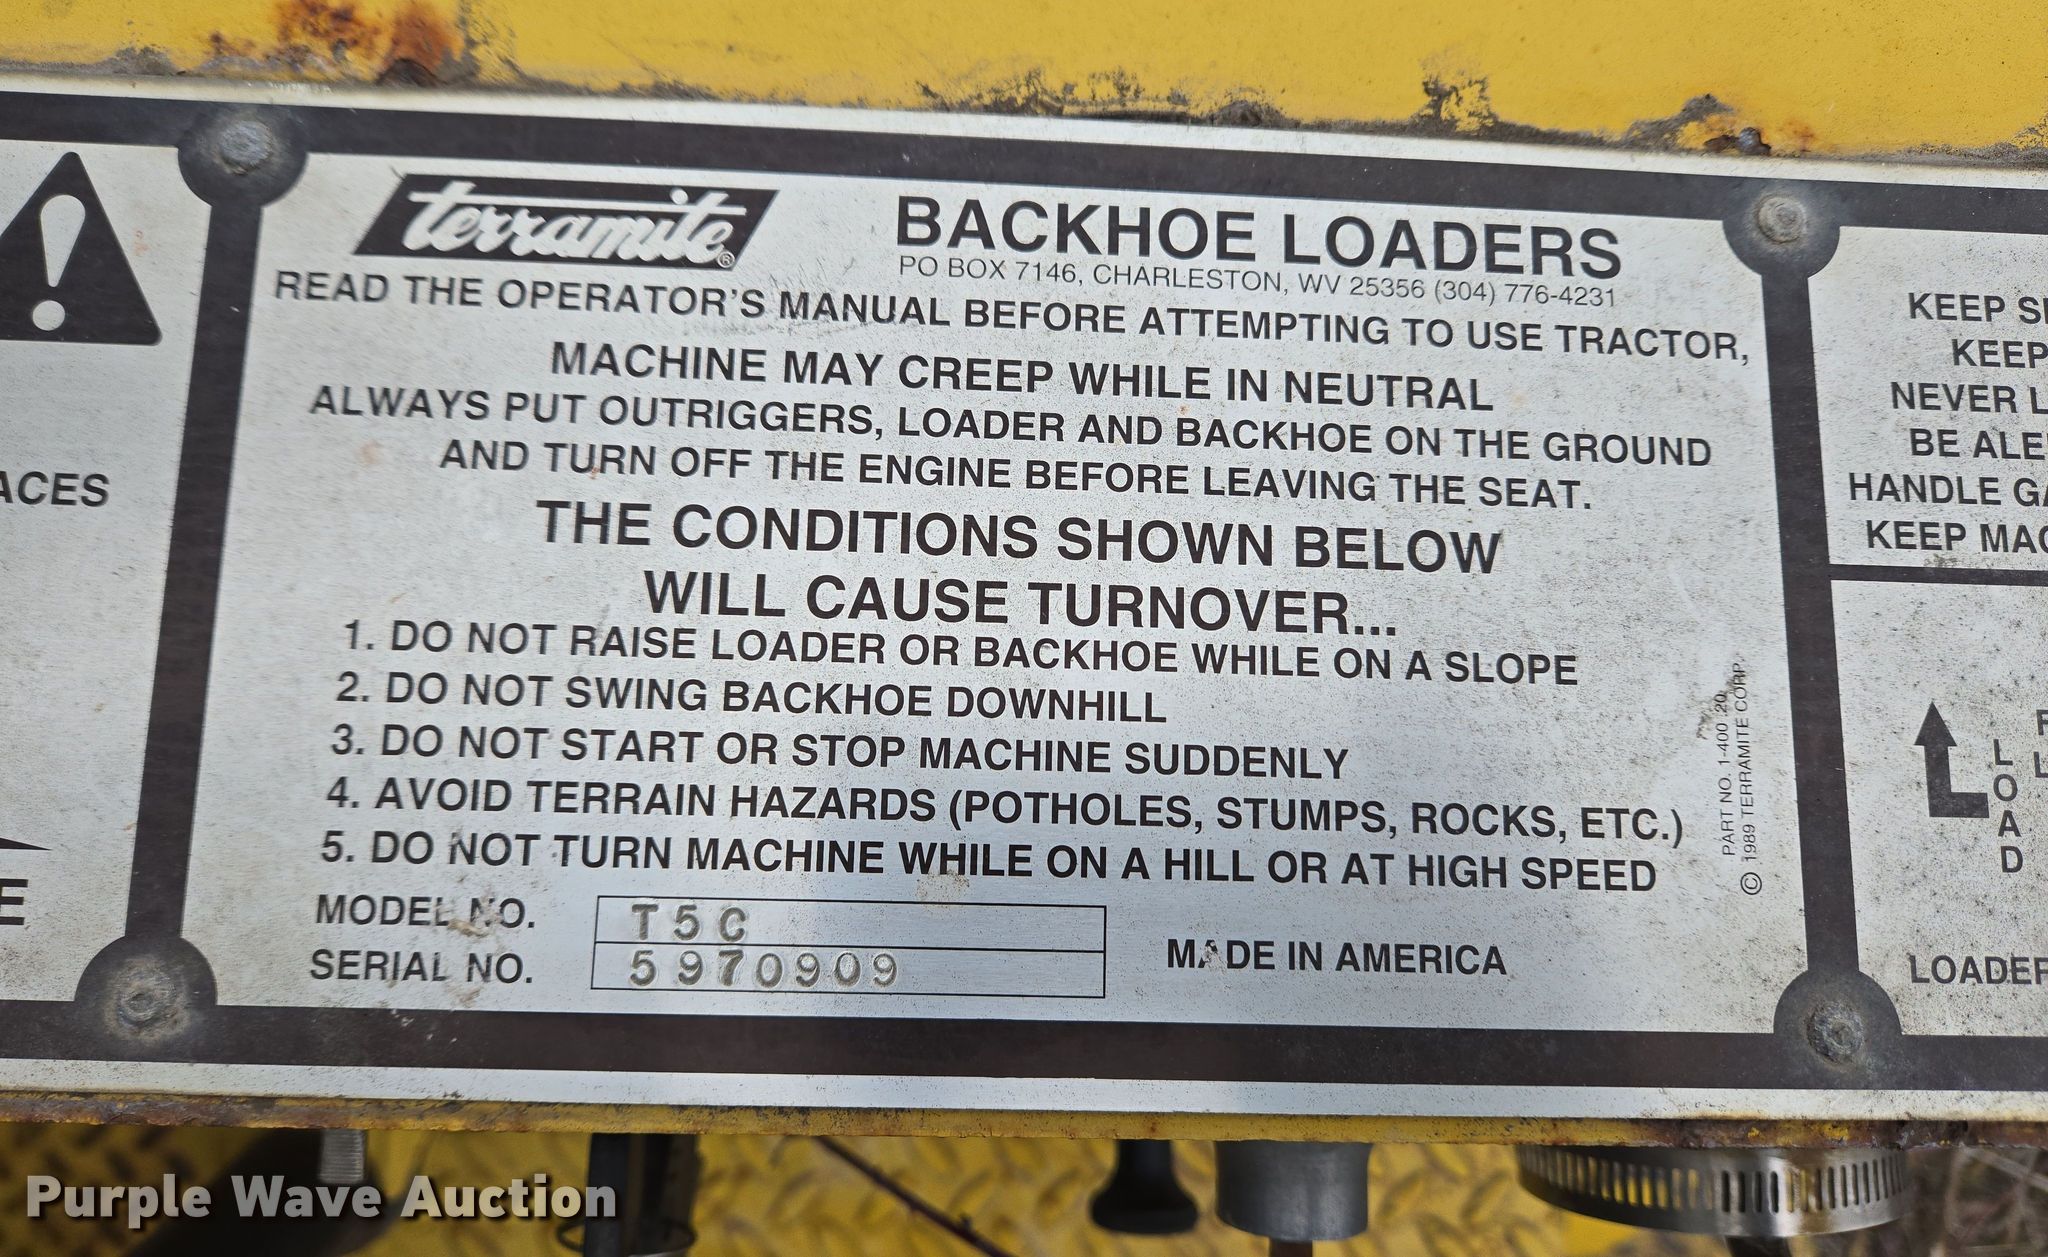 terramite®
BACKHOE LOADERS
PO BOX 7146, CHARLESTON, WV 25356 (304) 776-4231
READ THE OPERATOR'S MANUAL BEFORE ATTEMPTING TO USE TRACTOR,
MACHINE MAY CREEP WHILE IN NEUTRAL
ALWAYS PUT OUTRIGGERS, LOADER AND BACKHOE ON THE GROUND
AND TURN OFF THE ENGINE BEFORE LEAVING THE SEAT.
THE CONDITIONS SHOWN BELOW
WILL CAUSE TURNOVER...
1. DO NOT RAISE LOADER OR BACKHOE WHILE ON A SLOPE
2. DO NOT SWING BACKHOE DOWNHILL
3. DO NOT START OR STOP MACHINE SUDDENLY
4. AVOID TERRAIN HAZARDS (POTHOLES, STUMPS, ROCKS, ETC.)
5. DO NOT TURN MACHINE WHILE ON A HILL OR AT HIGH SPEED
MODEL NO. T5C
SERIAL NO. 5970909
MADE IN AMERICA
PART NO. 1-400.20
© 1989 TERRAMITE CORP.
ACES
E
KEEP S
KEEP
NEVER L
BE ALE
HANDLE GA
KEEP MAC
LOAD
LOADER
Purple Wave Auction